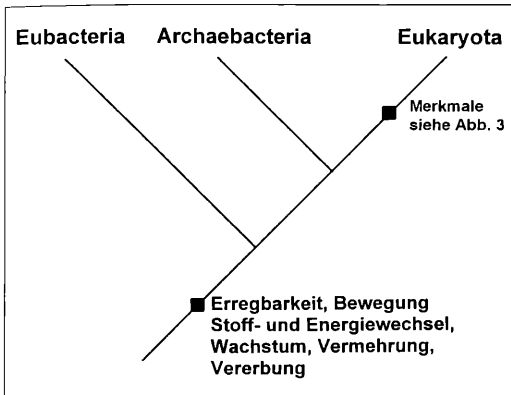 Eubacteria Archaebacteria Eukaryota
Merkmale
siehe Abb. 3
Erregbarkeit, Bewegung
Stoff- und Energiewechsel,
Wachstum, Vermehrung,
Vererbung